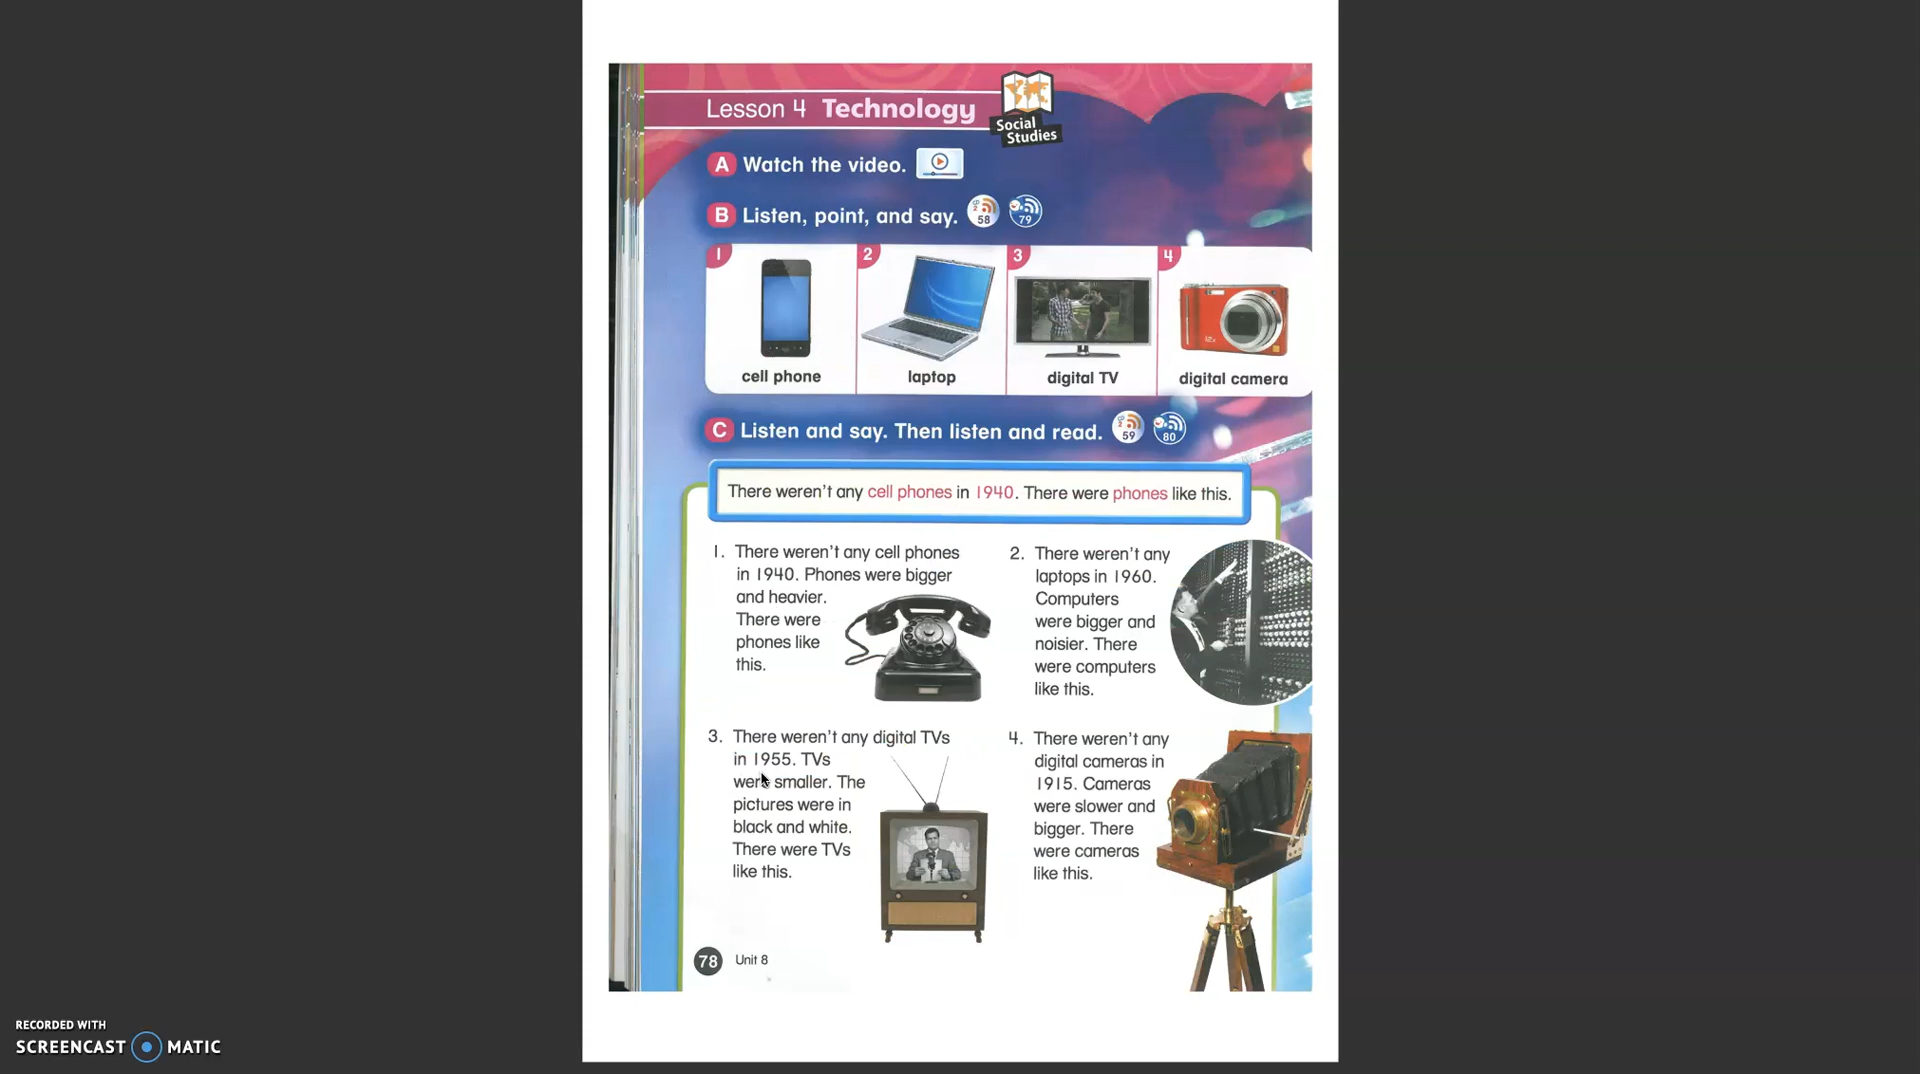 Lesson 4 Technology
Social
Studies
A Watch the video.
B Listen, point, and say.
CD 2
58
79
1
2
3
4
12x
cell phone
laptop
digital TV
digital camera
C Listen and say. Then listen and read.
CD 2
59
80
There weren't any cell phones in 1940. There were phones like this.
1. There weren't any cell phones
in 1940. Phones were bigger
and heavier.
There were
phones like
this.
2. There weren't any
laptops in 1960.
Computers
were bigger and
noisier. There
were computers
like this.
3. There weren't any digital TVs
in 1955. TVs
were smaller. The
pictures were in
black and white.
There were TVs
like this.
4. There weren't any
digital cameras in
1915. Cameras
were slower and
bigger. There
were cameras
like this.
78 Unit 8
RECORDED WITH
SCREENCAST MATIC